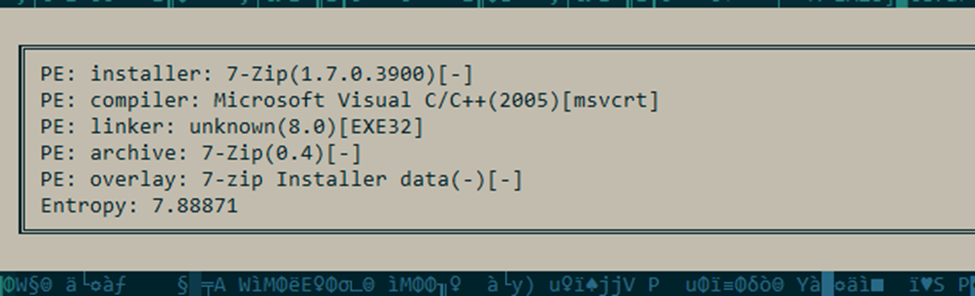 PE: installer: 7-Zip(1.7.0.3900)[-]
PE: compiler: Microsoft Visual C/C++(2005)[msvcrt]
PE: linker: unknown(8.0)[EXE32]
PE: archive: 7-Zip(0.4)[-]
PE: overlay: 7-zip Installer data(-)[-]
Entropy: 7.88871